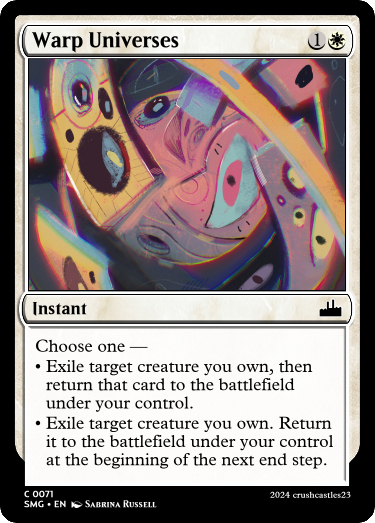 Warp Universes 1
Instant
Choose one —
• Exile target creature you own, then
return that card to the battlefield
under your control.
• Exile target creature you own. Return
it to the battlefield under your control
at the beginning of the next end step.
C 0071
SMG • EN Sabrina Russell
2024 crushcastles23